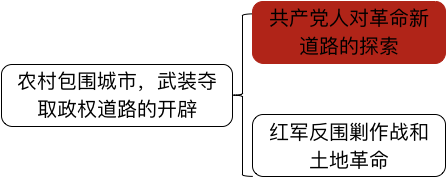 共产党人对革命新
道路的探索
农村包围城市，武装夺
取政权道路的开辟
红军反围剿作战和
土地革命